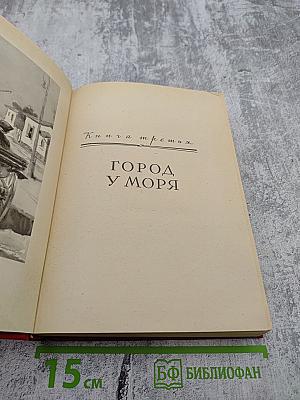 Книга третья
ГОРОД
У МОРЯ
15 см
БФ БИБЛИОФАН